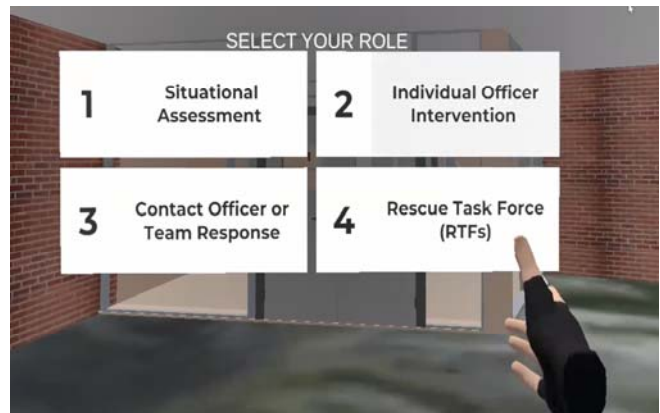 SELECT YOUR ROLE
1
Situational
Assessment
2
Individual Officer
Intervention
3
Contact Officer or
Team Response
4
Rescue Task Force
(RTFs)